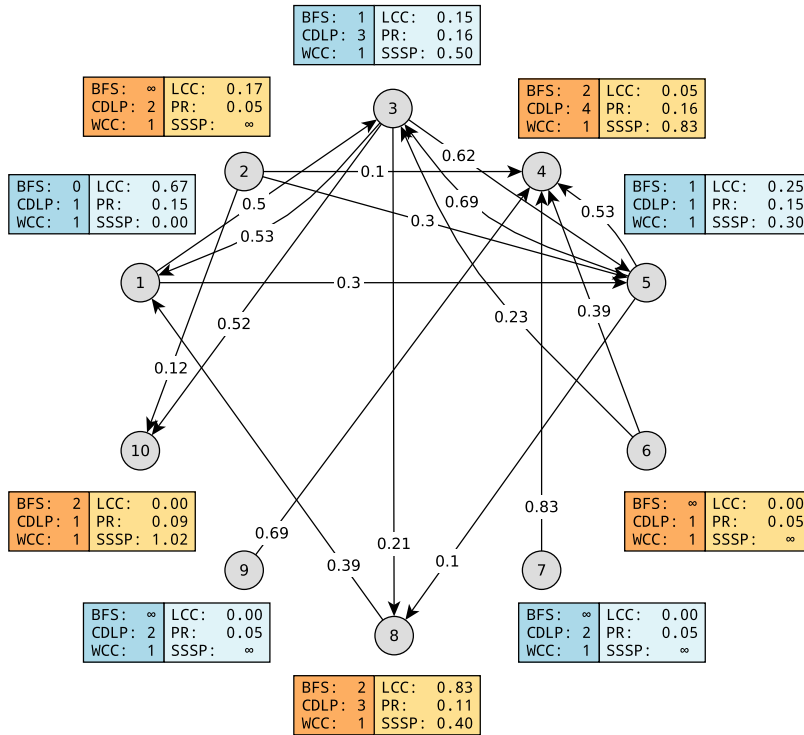 BFS: 1 LCC: 0.15
CDLP: 3 PR: 0.16
WCC: 1 SSSP: 0.50
BFS: ∞ LCC: 0.17
CDLP: 2 PR: 0.05
WCC: 1 SSSP: ∞
BFS: 2 LCC: 0.05
CDLP: 4 PR: 0.16
WCC: 1 SSSP: 0.83
3
0.62
2
0.1
4
BFS: 0 LCC: 0.67
CDLP: 1 PR: 0.15
WCC: 1 SSSP: 0.00
BFS: 1 LCC: 0.25
CDLP: 1 PR: 0.15
WCC: 1 SSSP: 0.30
0.5
0.69
0.53
0.3
0.53
1
0.3
5
0.52
0.23
0.39
0.12
10
6
BFS: 2 LCC: 0.00
CDLP: 1 PR: 0.09
WCC: 1 SSSP: 1.02
BFS: ∞ LCC: 0.00
CDLP: 1 PR: 0.05
WCC: 1 SSSP: ∞
0.83
0.69
0.21
0.39
0.1
9
7
BFS: ∞ LCC: 0.00
CDLP: 2 PR: 0.05
WCC: 1 SSSP: ∞
8
BFS: ∞ LCC: 0.00
CDLP: 2 PR: 0.05
WCC: 1 SSSP: ∞
BFS: 2 LCC: 0.83
CDLP: 3 PR: 0.11
WCC: 1 SSSP: 0.40